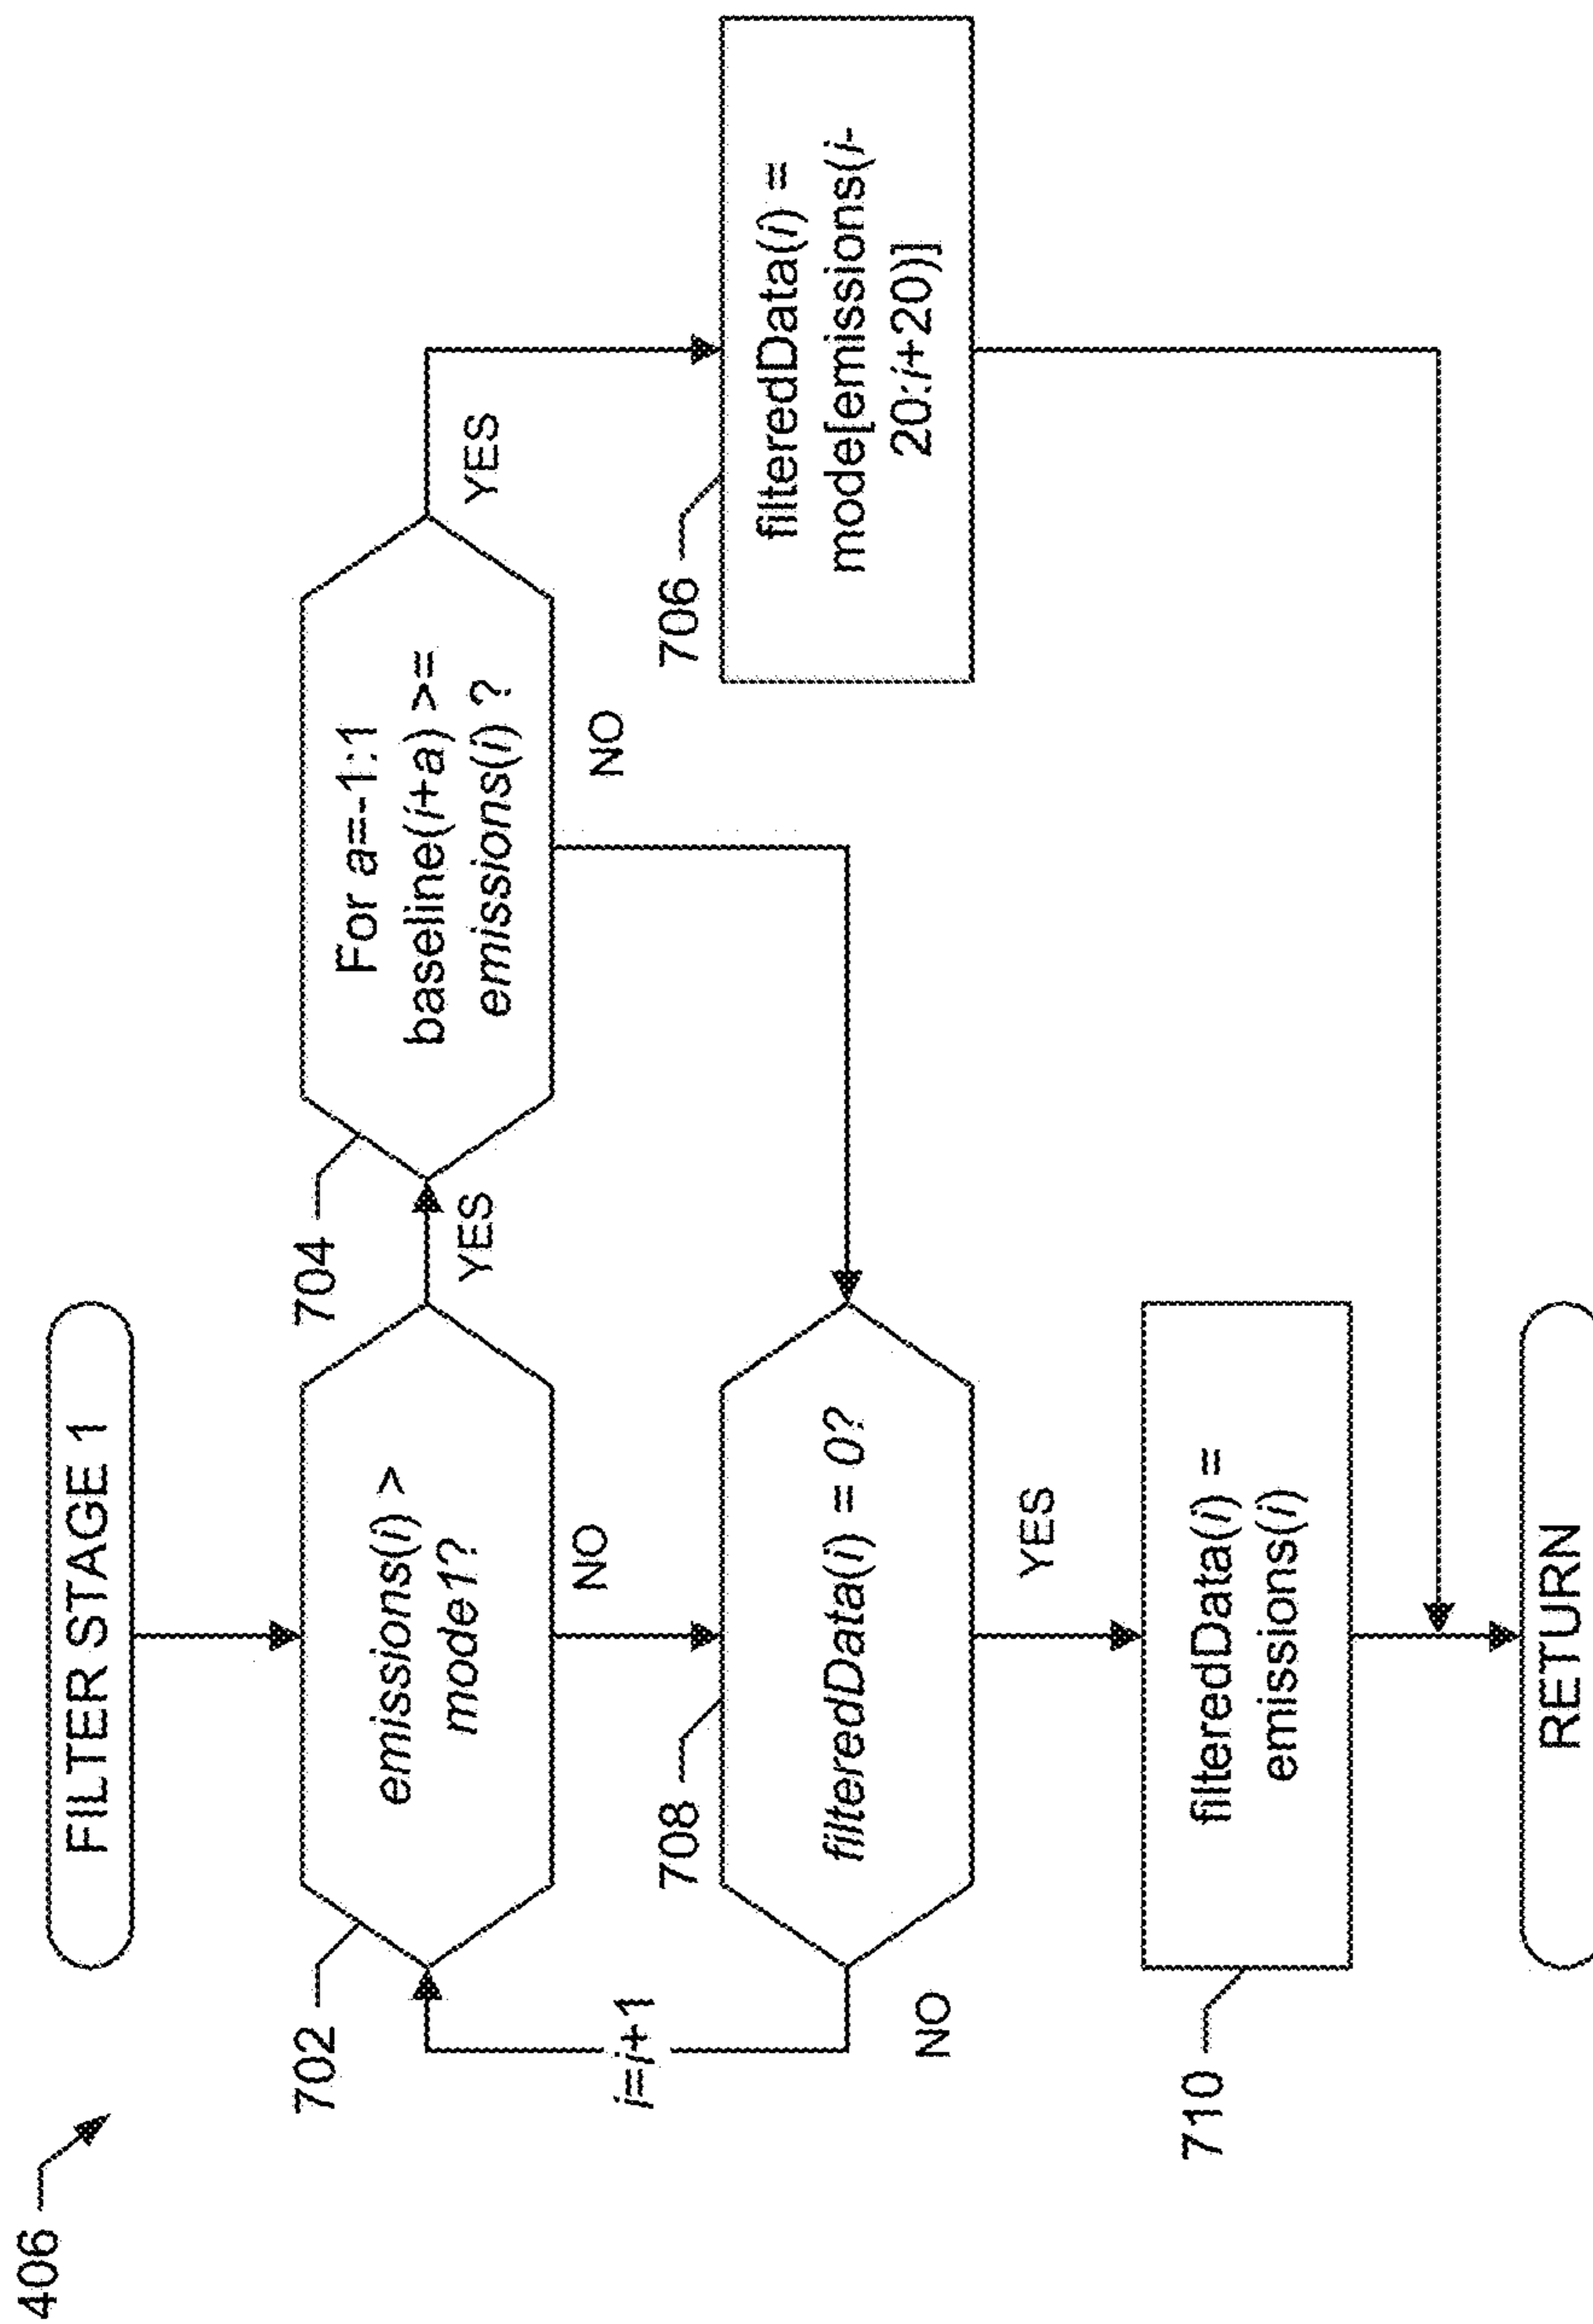 406
FILTER STAGE 1
702
emissions(i) >
mode1?
YES
NO
704
For a=-1:1
baseline(i+a) >=
emissions(i) ?
YES
NO
706
filteredData(i) =
mode[emissions(i-
20:i+20)]
i=i+1
708
filteredData(i) = 0?
NO
YES
710
filteredData(i) =
emissions(i)
RETURN